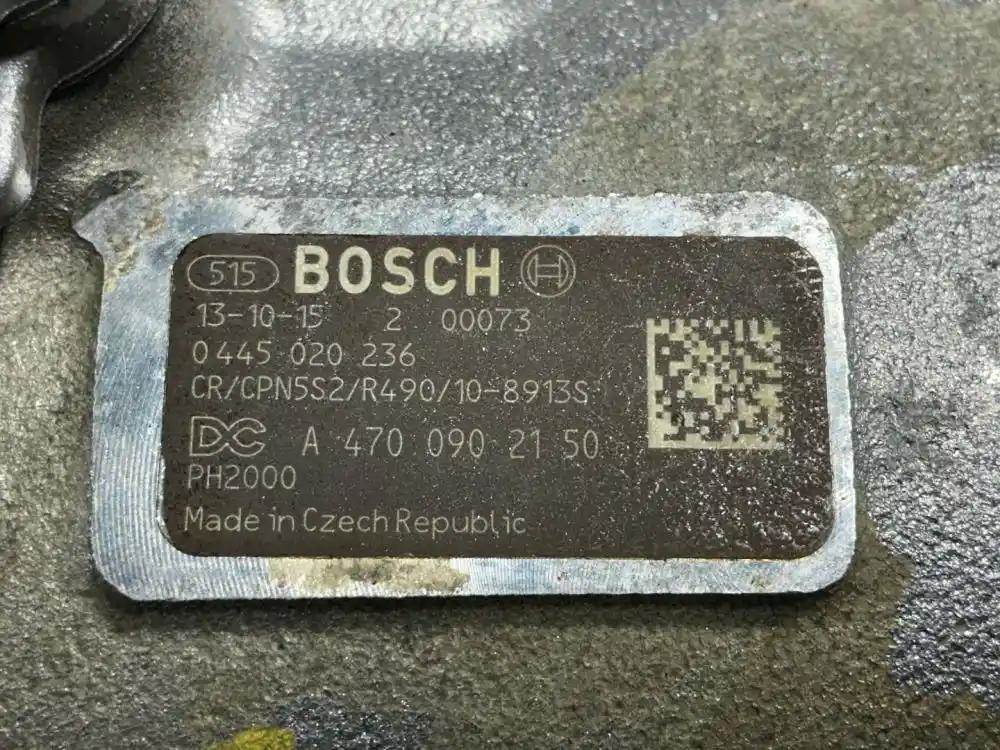 515 BOSCH
13-10-15 2 00073
0 445 020 236
CR/CPN5S2/R490/10-8913S
DC A 470 090 21 50
PH2000
Made in Czech Republic